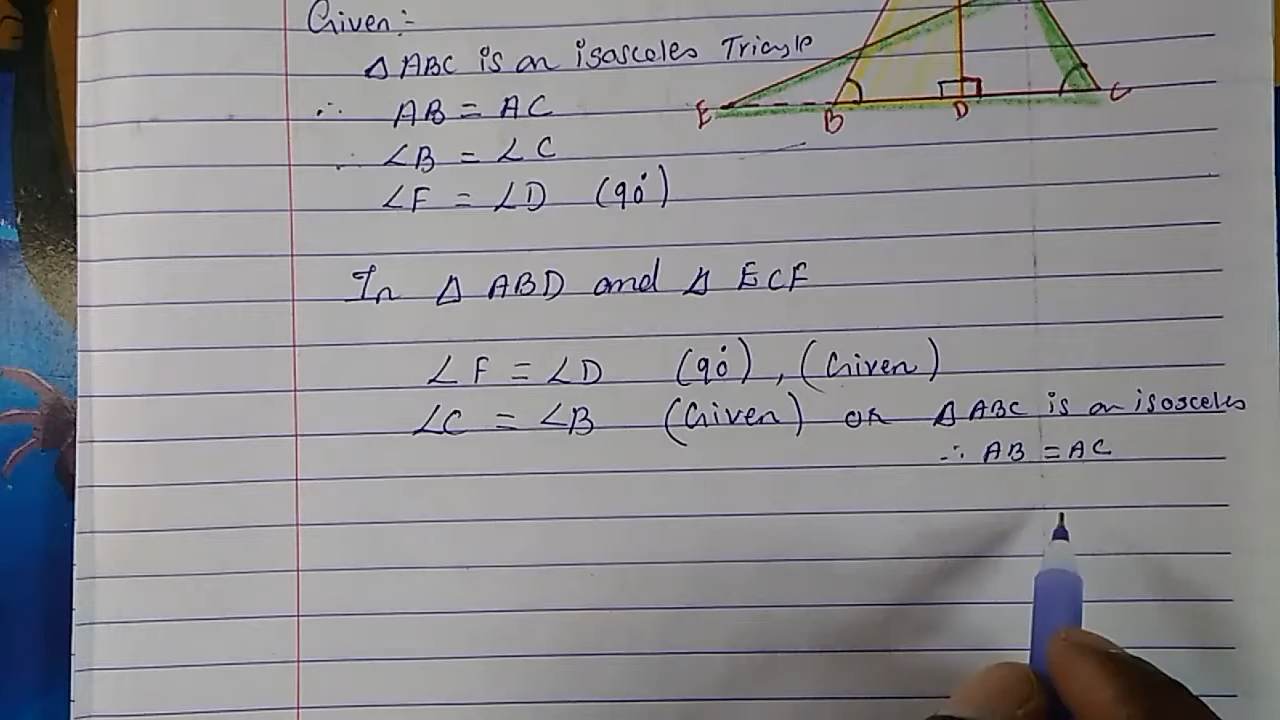 Given:-
△ ABC is an isosceles Triangle
∴ AB = AC
∴ ∠B = ∠C
∠F = ∠D (90°)
E B D C
In △ ABD and △ ECF
∠F = ∠D (90°), (Given)
∠C = ∠B (Given) or △ ABC is an isosceles
∴ AB = AC